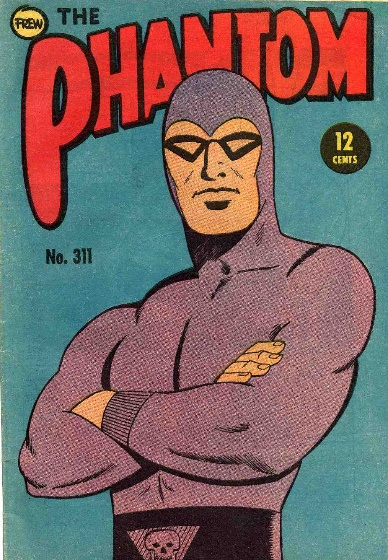 FREW
THE
PHANTOM
12
CENTS
No. 311